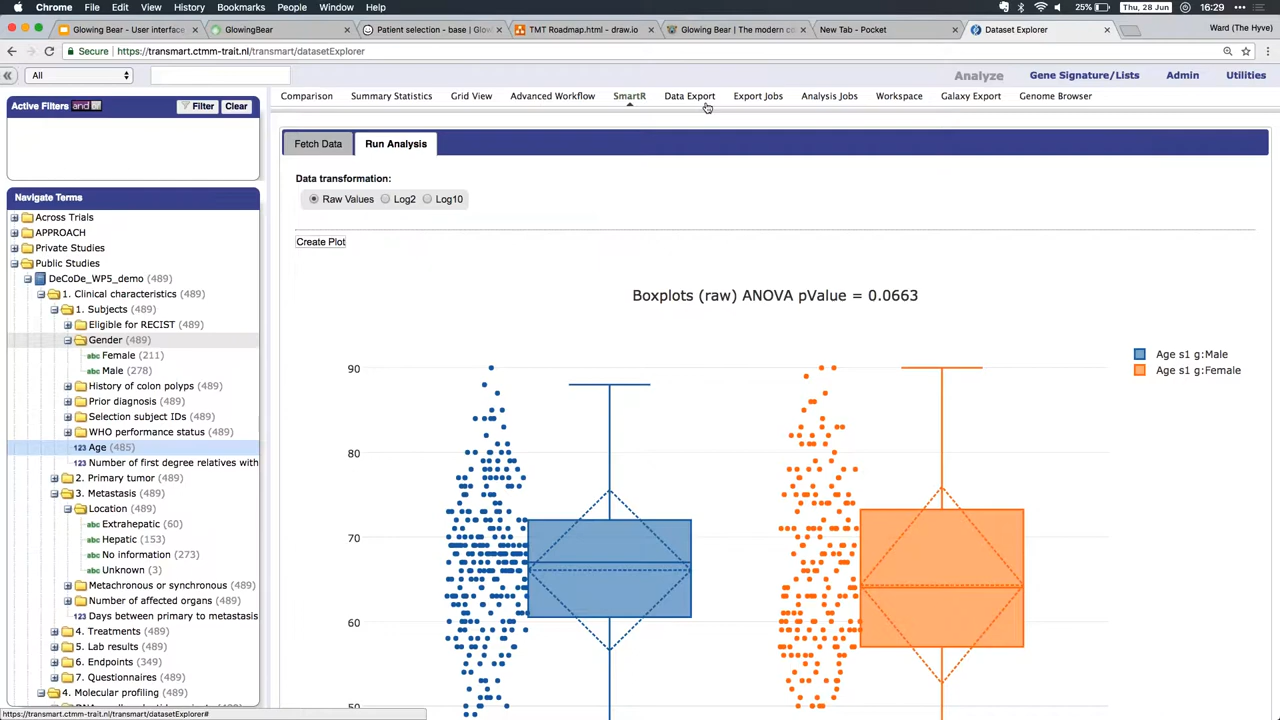 Chrome File Edit View History Bookmarks People Window Help 25% Thu, 28 Jun 16:29 Ward (The Hyve)
Glowing Bear - User interface GlowingBear Patient selection - base | Glowi TMT Roadmap.html - draw.io Glowing Bear | The modern co New Tab - Pocket Dataset Explorer
Secure https://transmart.ctmm-trait.nl/transmart/datasetExplorer
All Analyze Gene Signature/Lists Admin Utilities
Active Filters and or Filter Clear
Comparison Summary Statistics Grid View Advanced Workflow SmartR Data Export Export Jobs Analysis Jobs Workspace Galaxy Export Genome Browser
Fetch Data Run Analysis
Data transformation:
Raw Values Log2 Log10
Create Plot
Navigate Terms
Across Trials
APPROACH
Private Studies
Public Studies
DeCoDe_WP5_demo (489)
1. Clinical characteristics (489)
1. Subjects (489)
Eligible for RECIST (489)
Gender (489)
Female (211)
Male (278)
History of colon polyps (489)
Prior diagnosis (489)
Selection subject IDs (489)
WHO performance status (489)
Age (485)
Number of first degree relatives with
2. Primary tumor (489)
3. Metastasis (489)
Location (489)
Extrahepatic (60)
Hepatic (153)
No information (273)
Unknown (3)
Metachronous or synchronous (489)
Number of affected organs (489)
Days between primary to metastasis
4. Treatments (489)
5. Lab results (489)
6. Endpoints (349)
7. Questionnaires (489)
4. Molecular profiling (489)
https://transmart.ctmm-trait.nl/transmart/datasetExplorer#
Boxplots (raw) ANOVA pValue = 0.0663
Age s1 g:Male
Age s1 g:Female
90
80
70
60
50